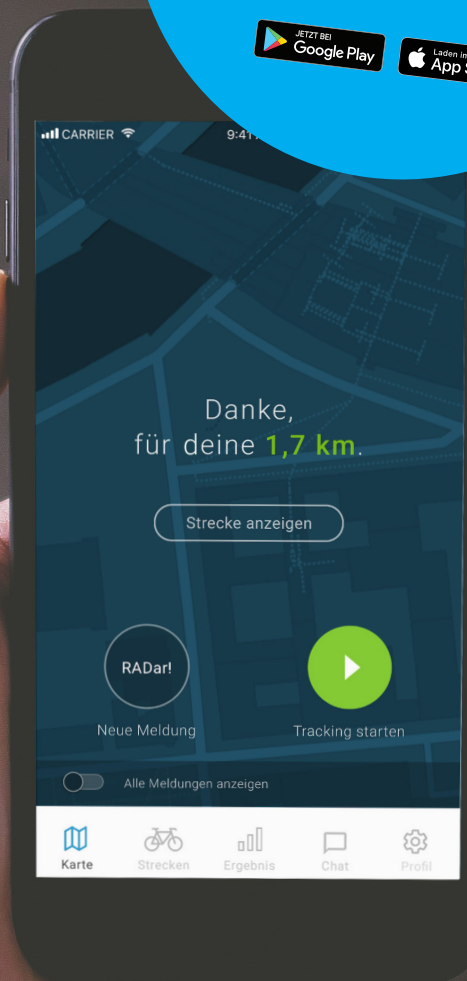 JETZT BEI
Google Play
Laden im
App S
CARRIER
9:41
Danke,
für deine 1,7 km.
Strecke anzeigen
RADar!
Neue Meldung
Tracking starten
Alle Meldungen anzeigen
Karte
Strecken
Ergebnis
Chat
Profil